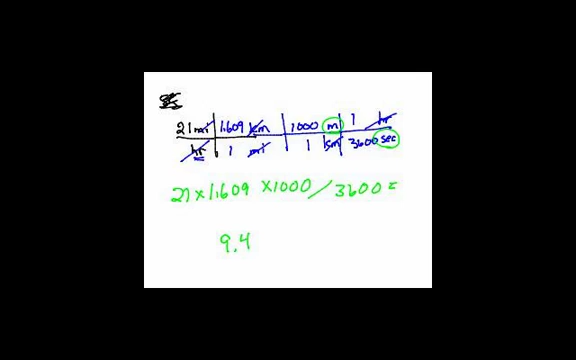 21 mi 1.609 km 1000 m 1 hr
hr 1 mi 1 km 3600 sec
21 x 1.609 x 1000 / 3600 =
9.4